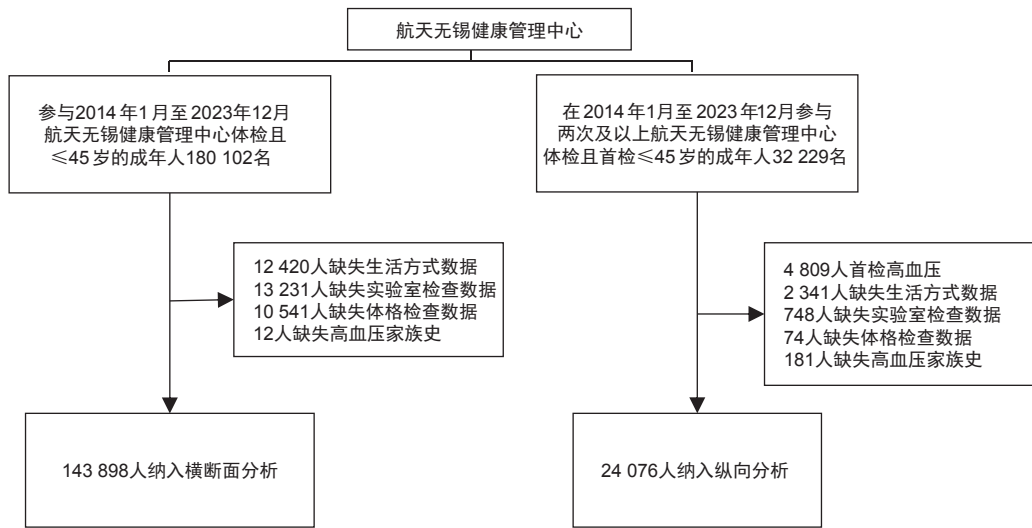 航天无锡健康管理中心
参与2014年1月至2023年12月
航天无锡健康管理中心体检且
≤45岁的成年人180 102名
在2014年1月至2023年12月参与
两次及以上航天无锡健康管理中心
体检且首检≤45岁的成年人32 229名
12 420人缺失生活方式数据
13 231人缺失实验室检查数据
10 541人缺失体格检查数据
12人缺失高血压家族史
4 809人首检高血压
2 341人缺失生活方式数据
748人缺失实验室检查数据
74人缺失体格检查数据
181人缺失高血压家族史
143 898人纳入横断面分析
24 076人纳入纵向分析